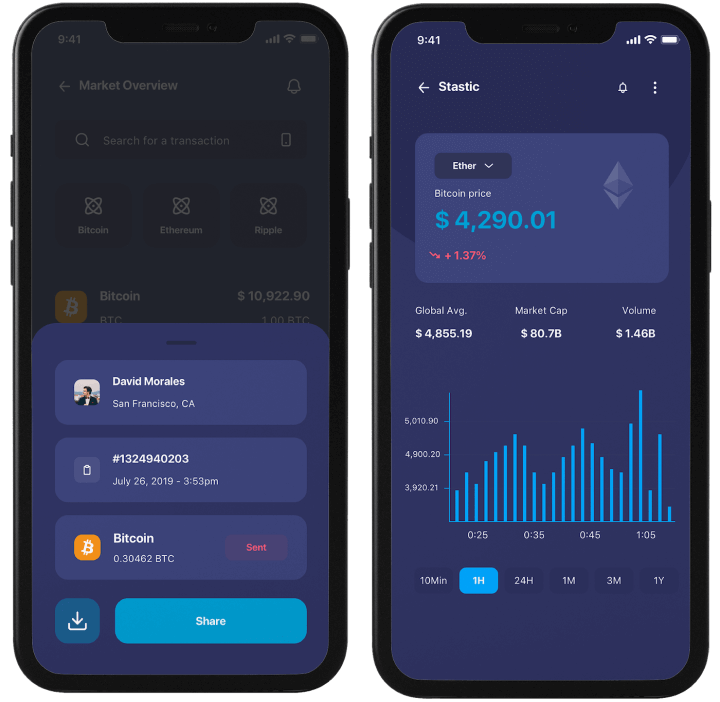 9:41
Market Overview
Search for a transaction
Bitcoin
Ethereum
Ripple
Bitcoin
$ 10,922.90
BTC
1.00 BTC
David Morales
San Francisco, CA
#1324940203
July 26, 2019 - 3:53pm
Bitcoin
0.30462 BTC
Sent
Share
9:41
Stastic
Ether
Bitcoin price
$ 4,290.01
+ 1.37%
Global Avg.
Market Cap
Volume
$ 4,855.19
$ 80.7B
$ 1.46B
5,010.90
4,900.20
3,920.21
0:25
0:35
0:45
1:05
10Min
1H
24H
1M
3M
1Y